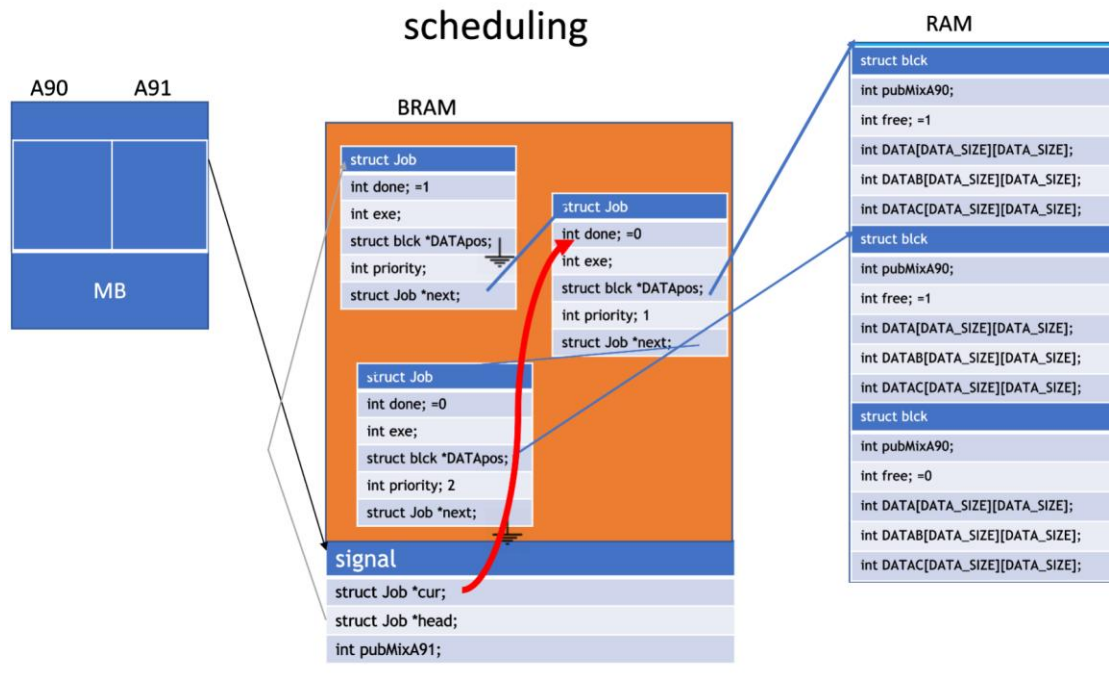 scheduling
A90 A91
MB
BRAM
struct Job
int done; =1
int exe;
struct blck *DATApos;
int priority;
struct Job *next;
struct Job
int done; =0
int exe;
struct blck *DATApos;
int priority; 1
struct Job *next;
struct Job
int done; =0
int exe;
struct blck *DATApos;
int priority; 2
struct Job *next;
signal
struct Job *cur;
struct Job *head;
int pubMixA91;
RAM
struct blck
int pubMixA90;
int free; =1
int DATA[DATA_SIZE][DATA_SIZE];
int DATAB[DATA_SIZE][DATA_SIZE];
int DATAC[DATA_SIZE][DATA_SIZE];
struct blck
int pubMixA90;
int free; =1
int DATA[DATA_SIZE][DATA_SIZE];
int DATAB[DATA_SIZE][DATA_SIZE];
int DATAC[DATA_SIZE][DATA_SIZE];
struct blck
int pubMixA90;
int free; =0
int DATA[DATA_SIZE][DATA_SIZE];
int DATAB[DATA_SIZE][DATA_SIZE];
int DATAC[DATA_SIZE][DATA_SIZE];